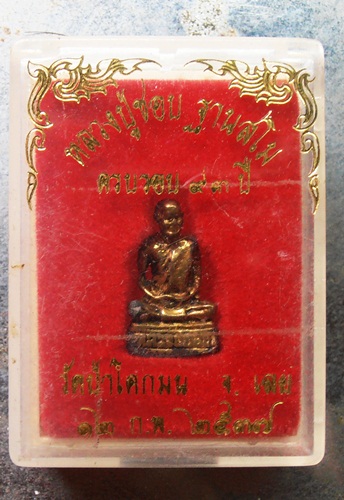 หลวงปู่ชอบ ฐานสโม
ครบรอบ ๙๓ ปี
วัดป่าโคกมน จ. เลย
๑๒ ก.พ. ๒๕๓๗